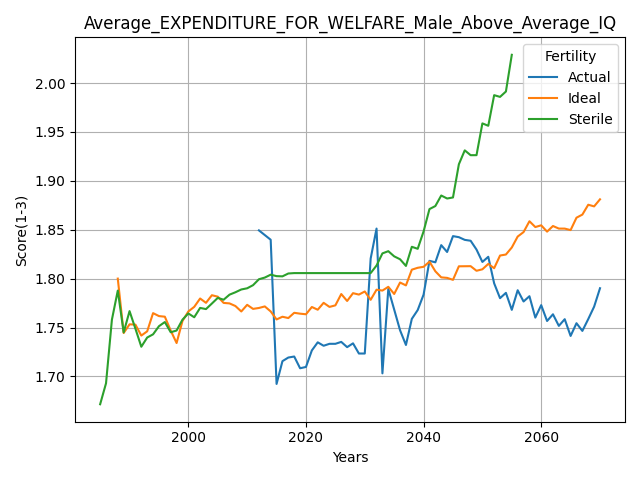 Average_EXPENDITURE_FOR_WELFARE_Male_Above_Average_IQ
Fertility
Actual
Ideal
Sterile
Score(1-3)
2.00
1.95
1.90
1.85
1.80
1.75
1.70
2000
2020
2040
2060
Years